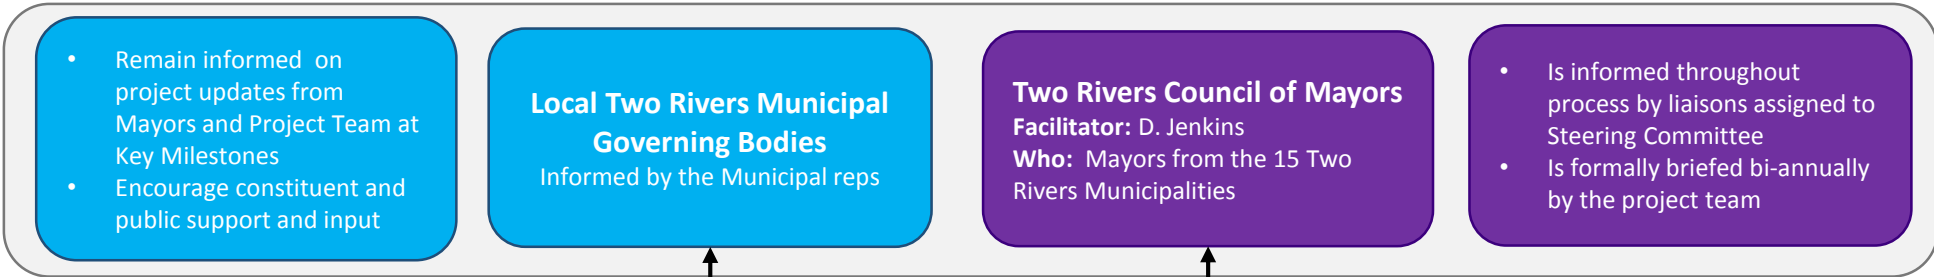 • Remain informed on
project updates from
Mayors and Project Team at
Key Milestones
• Encourage constituent and
public support and input
Local Two Rivers Municipal
Governing Bodies
Informed by the Municipal reps
Two Rivers Council of Mayors
Facilitator: D. Jenkins
Who: Mayors from the 15 Two
Rivers Municipalities
• Is informed throughout
process by liaisons assigned to
Steering Committee
• Is formally briefed bi-annually
by the project team